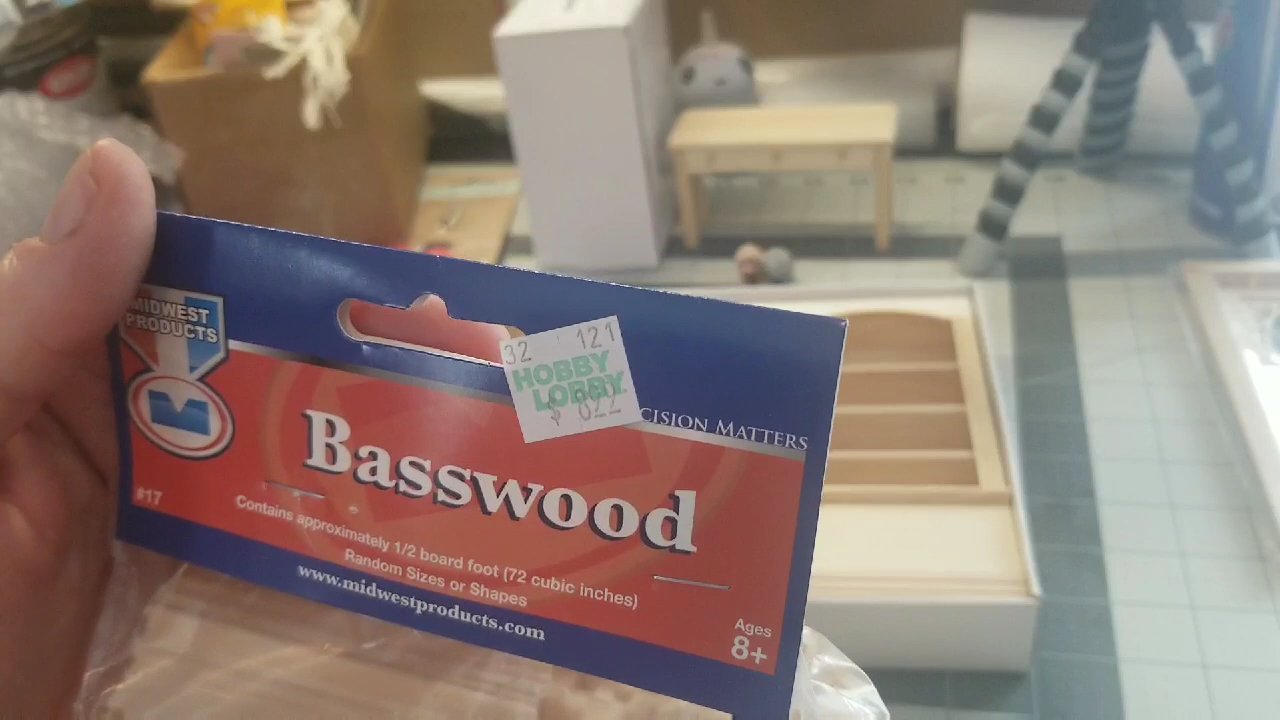 MIDWEST
PRODUCTS
32 121
HOBBY
LOBBY
CISION MATTERS
Basswood
#17
Contains approximately 1/2 board foot (72 cubic inches)
Random Sizes or Shapes
www.midwestproducts.com
Ages
8+